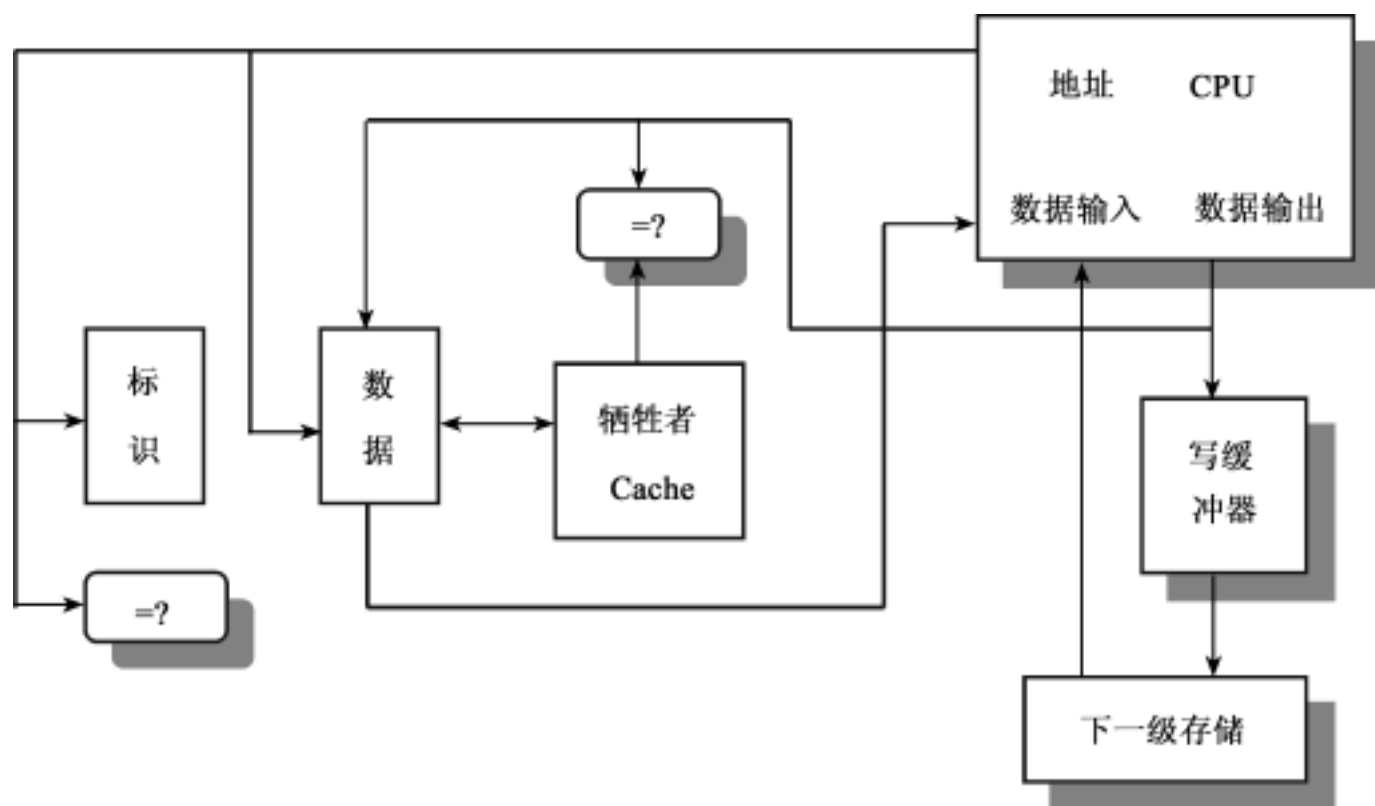 地址 CPU
数据输入 数据输出
=?
标
识
数
据
牺牲者
Cache
写缓
冲器
=?
下一级存储